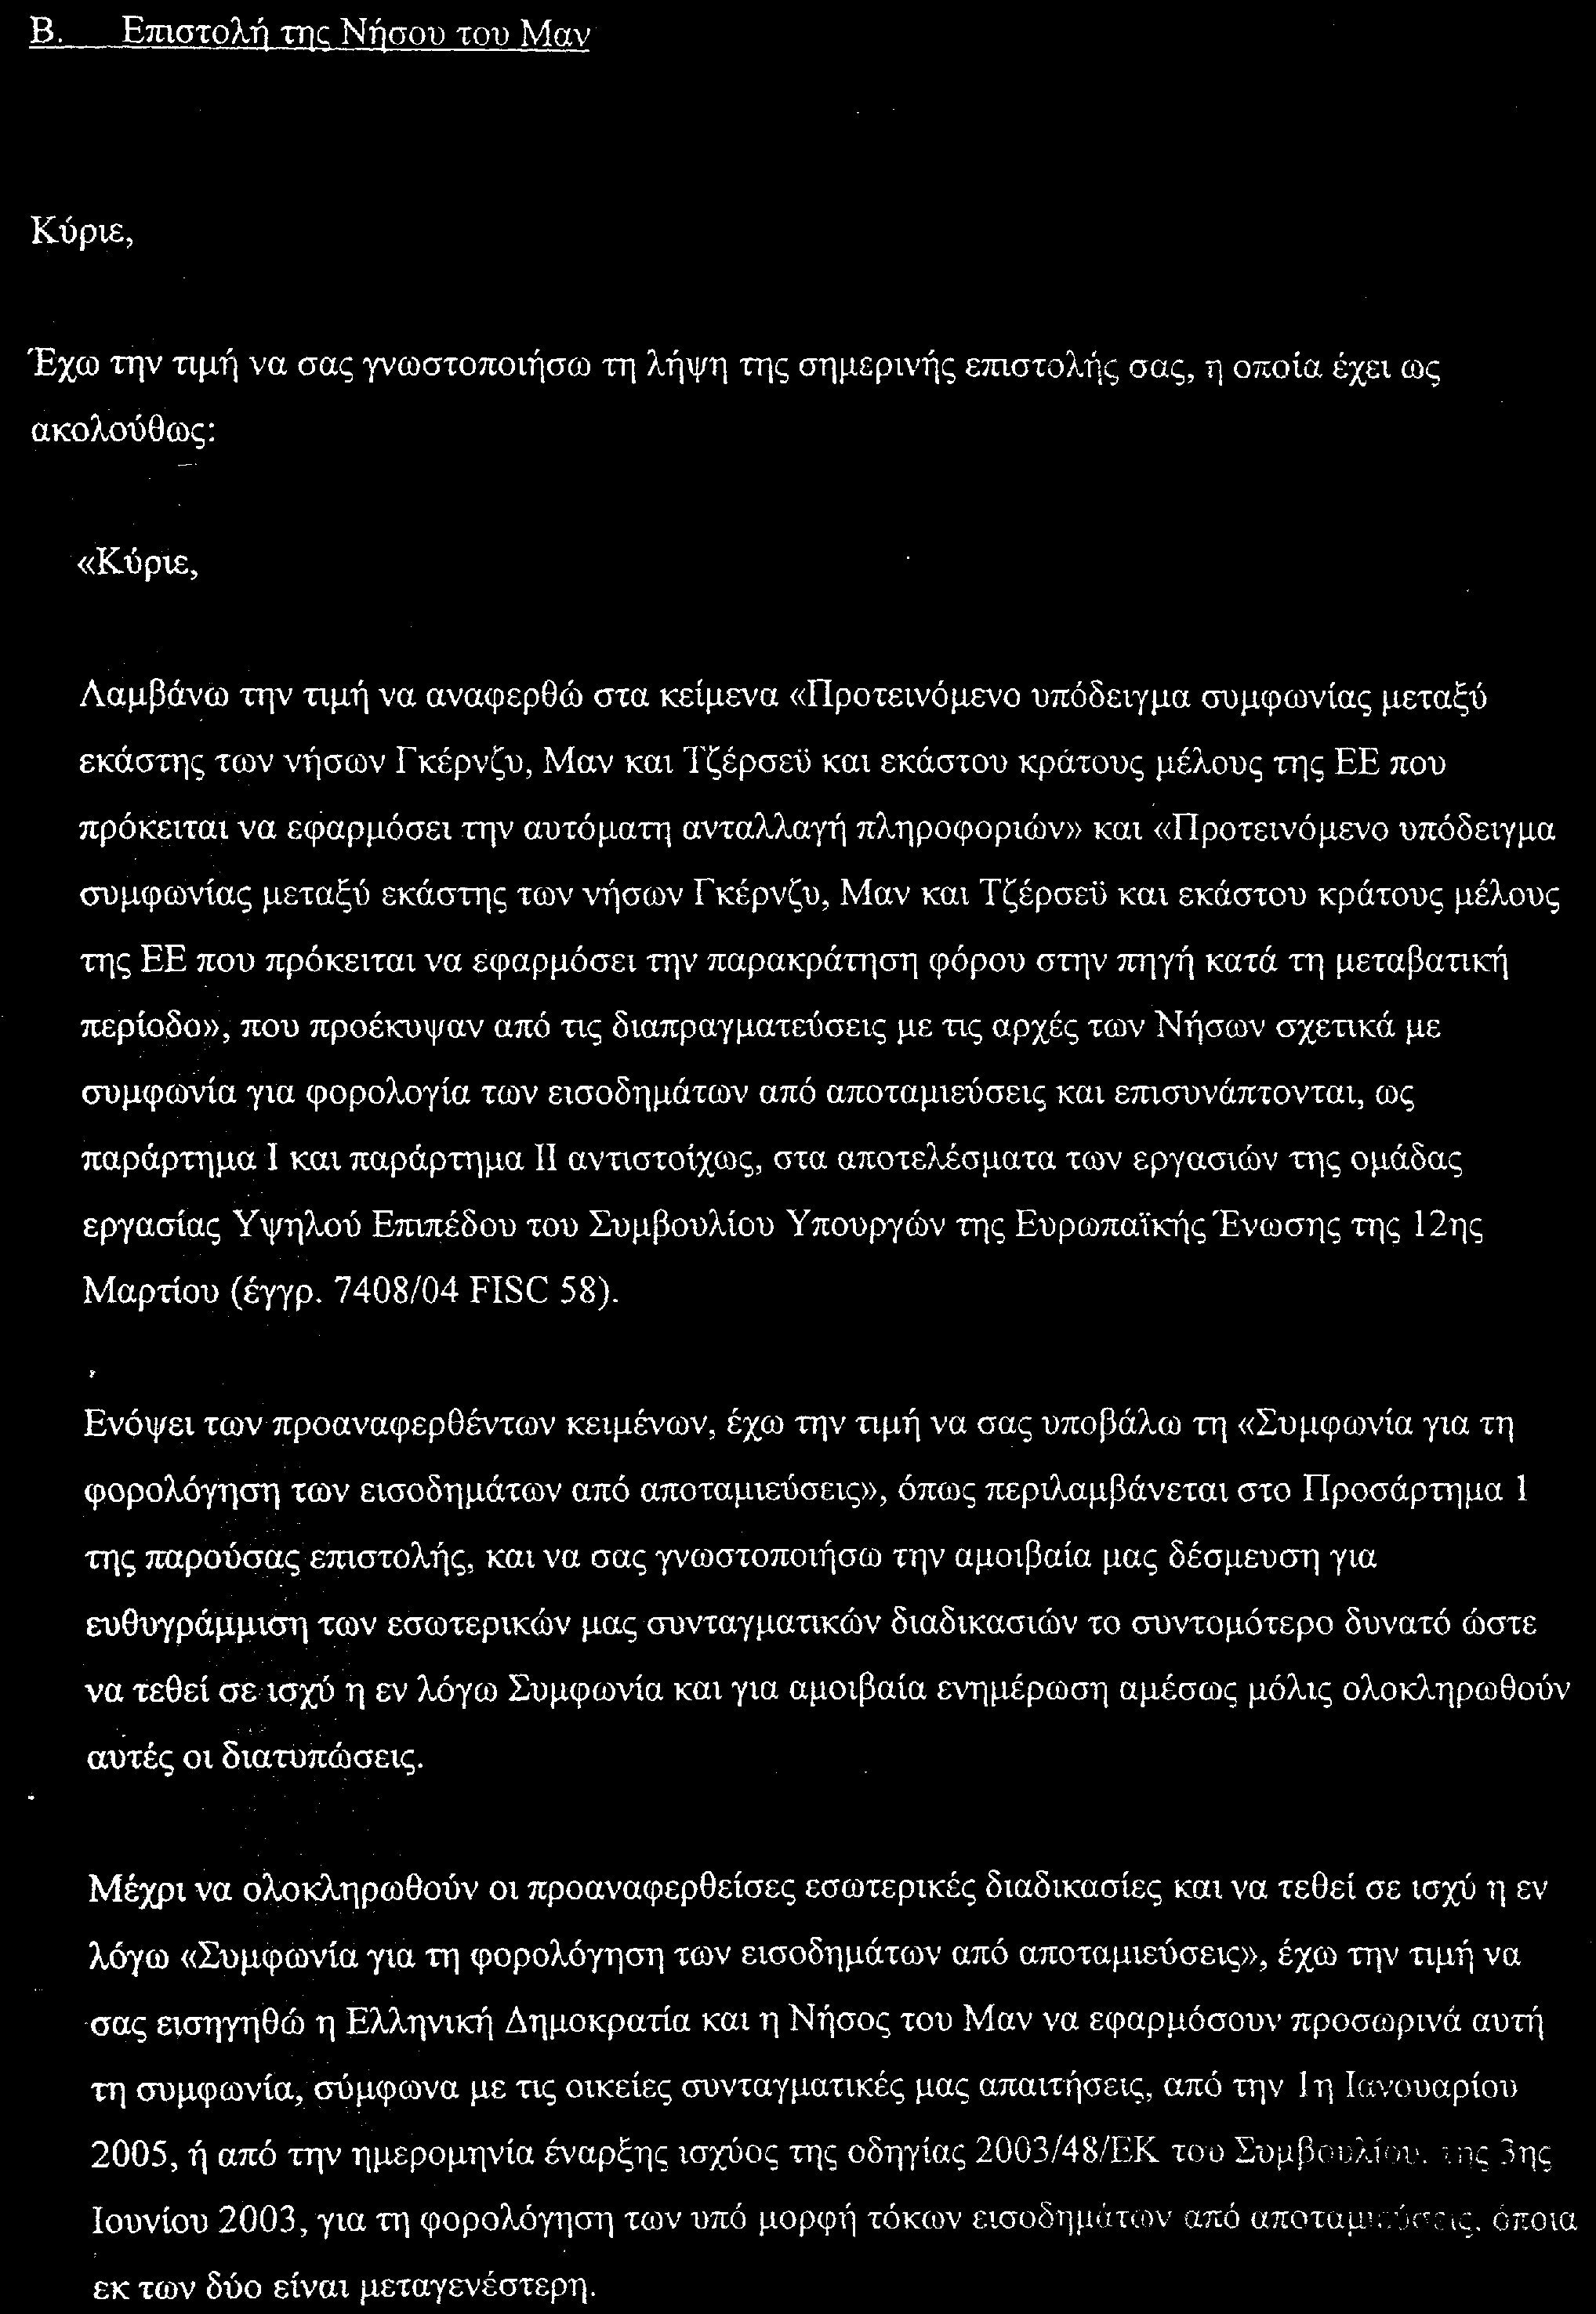 Β. Επιστολή της Νήσου του Μαν
Κύριε,
Έχω την τιμή να σας γνωστοποιήσω τη λήψη της σημερινής επιστολής σας, η οποία έχει ως
ακολούθως:
«Κύριε,
Λαμβάνω την τιμή να αναφερθώ στα κείμενα «Προτεινόμενο υπόδειγμα συμφωνίας μεταξύ
εκάστης των νήσων Γκέρνζυ, Μαν και Τζέρσεϋ και εκάστου κράτους μέλους της ΕΕ που
πρόκειται να εφαρμόσει την αυτόματη ανταλλαγή πληροφοριών» και «Προτεινόμενο υπόδειγμα
συμφωνίας μεταξύ εκάστης των νήσων Γκέρνζυ, Μαν και Τζέρσεϋ και εκάστου κράτους μέλους
της ΕΕ που πρόκειται να εφαρμόσει την παρακράτηση φόρου στην πηγή κατά τη μεταβατική
περίοδο», που προέκυψαν από τις διαπραγματεύσεις με τις αρχές των Νήσων σχετικά με
συμφωνία για φορολογία των εισοδημάτων από αποταμιεύσεις και επισυνάπτονται, ως
παράρτημα Ι και παράρτημα ΙΙ αντιστοίχως, στα αποτελέσματα των εργασιών της ομάδας
εργασίας Υψηλού Επιπέδου του Συμβουλίου Υπουργών της Ευρωπαϊκής Ένωσης της 12ης
Μαρτίου (έγγρ. 7408/04 FISC 58).
Ενόψει των προαναφερθέντων κειμένων, έχω την τιμή να σας υποβάλω τη «Συμφωνία για τη
φορολόγηση των εισοδημάτων από αποταμιεύσεις», όπως περιλαμβάνεται στο Προσάρτημα 1
της παρούσας επιστολής, και να σας γνωστοποιήσω την αμοιβαία μας δέσμευση για
ευθυγράμμιση των εσωτερικών μας συνταγματικών διαδικασιών το συντομότερο δυνατό ώστε
να τεθεί σε ισχύ η εν λόγω Συμφωνία και για αμοιβαία ενημέρωση αμέσως μόλις ολοκληρωθούν
αυτές οι διατυπώσεις.
Μέχρι να ολοκληρωθούν οι προαναφερθείσες εσωτερικές διαδικασίες και να τεθεί σε ισχύ η εν
λόγω «Συμφωνία για τη φορολόγηση των εισοδημάτων από αποταμιεύσεις», έχω την τιμή να
σας εισηγηθώ η Ελληνική Δημοκρατία και η Νήσος του Μαν να εφαρμόσουν προσωρινά αυτή
τη συμφωνία, σύμφωνα με τις οικείες συνταγματικές μας απαιτήσεις, από την 1η Ιανουαρίου
2005, ή από την ημερομηνία έναρξης ισχύος της οδηγίας 2003/48/ΕΚ του Συμβουλίου, της 3ης
Ιουνίου 2003, για τη φορολόγηση των υπό μορφή τόκων εισοδημάτων από αποταμιεύσεις, όποια
εκ των δύο είναι μεταγενέστερη.